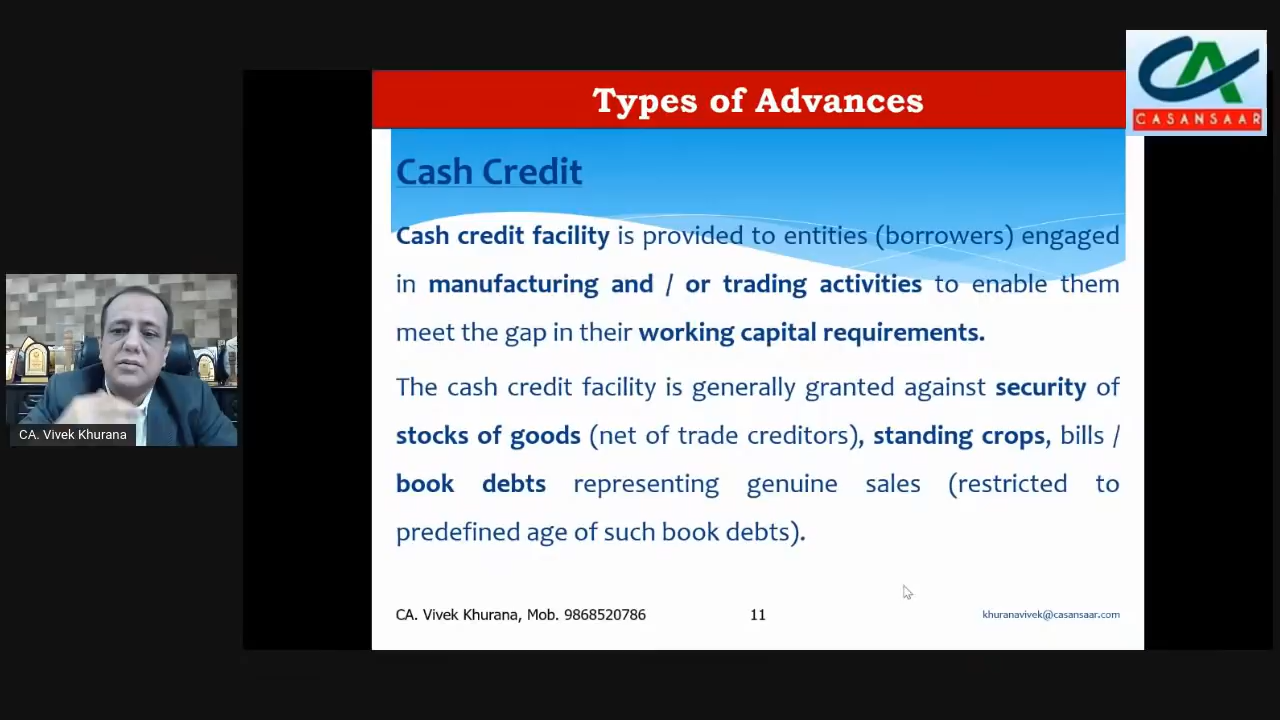 Types of Advances
CA
CASANSAAR
Cash Credit
Cash credit facility is provided to entities (borrowers) engaged
in manufacturing and / or trading activities to enable them
meet the gap in their working capital requirements.
The cash credit facility is generally granted against security of
stocks of goods (net of trade creditors), standing crops, bills /
book debts representing genuine sales (restricted to
predefined age of such book debts).
CA. Vivek Khurana
CA. Vivek Khurana, Mob. 9868520786
11
khuranavivek@casansaar.com